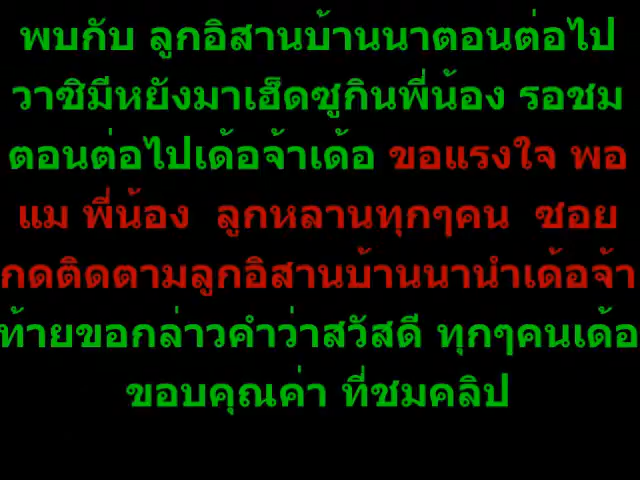 พบกับ ลูกอิสานบ้านนาตอนต่อไป
วาซิมีหยังมาเฮ็ดซูกินพี่น้อง รอชม
ตอนต่อไปเด้อจ้าเด้อ ขอแรงใจ พอ
แม พี่น้อง ลูกหลานทุกๆคน ซอย
กดติดตามลูกอิสานบ้านนานำเด้อจ้า
ท้ายขอกล่าวคำว่าสวัสดี ทุกๆคนเด้อ
ขอบคุณค่า ที่ชมคลิป